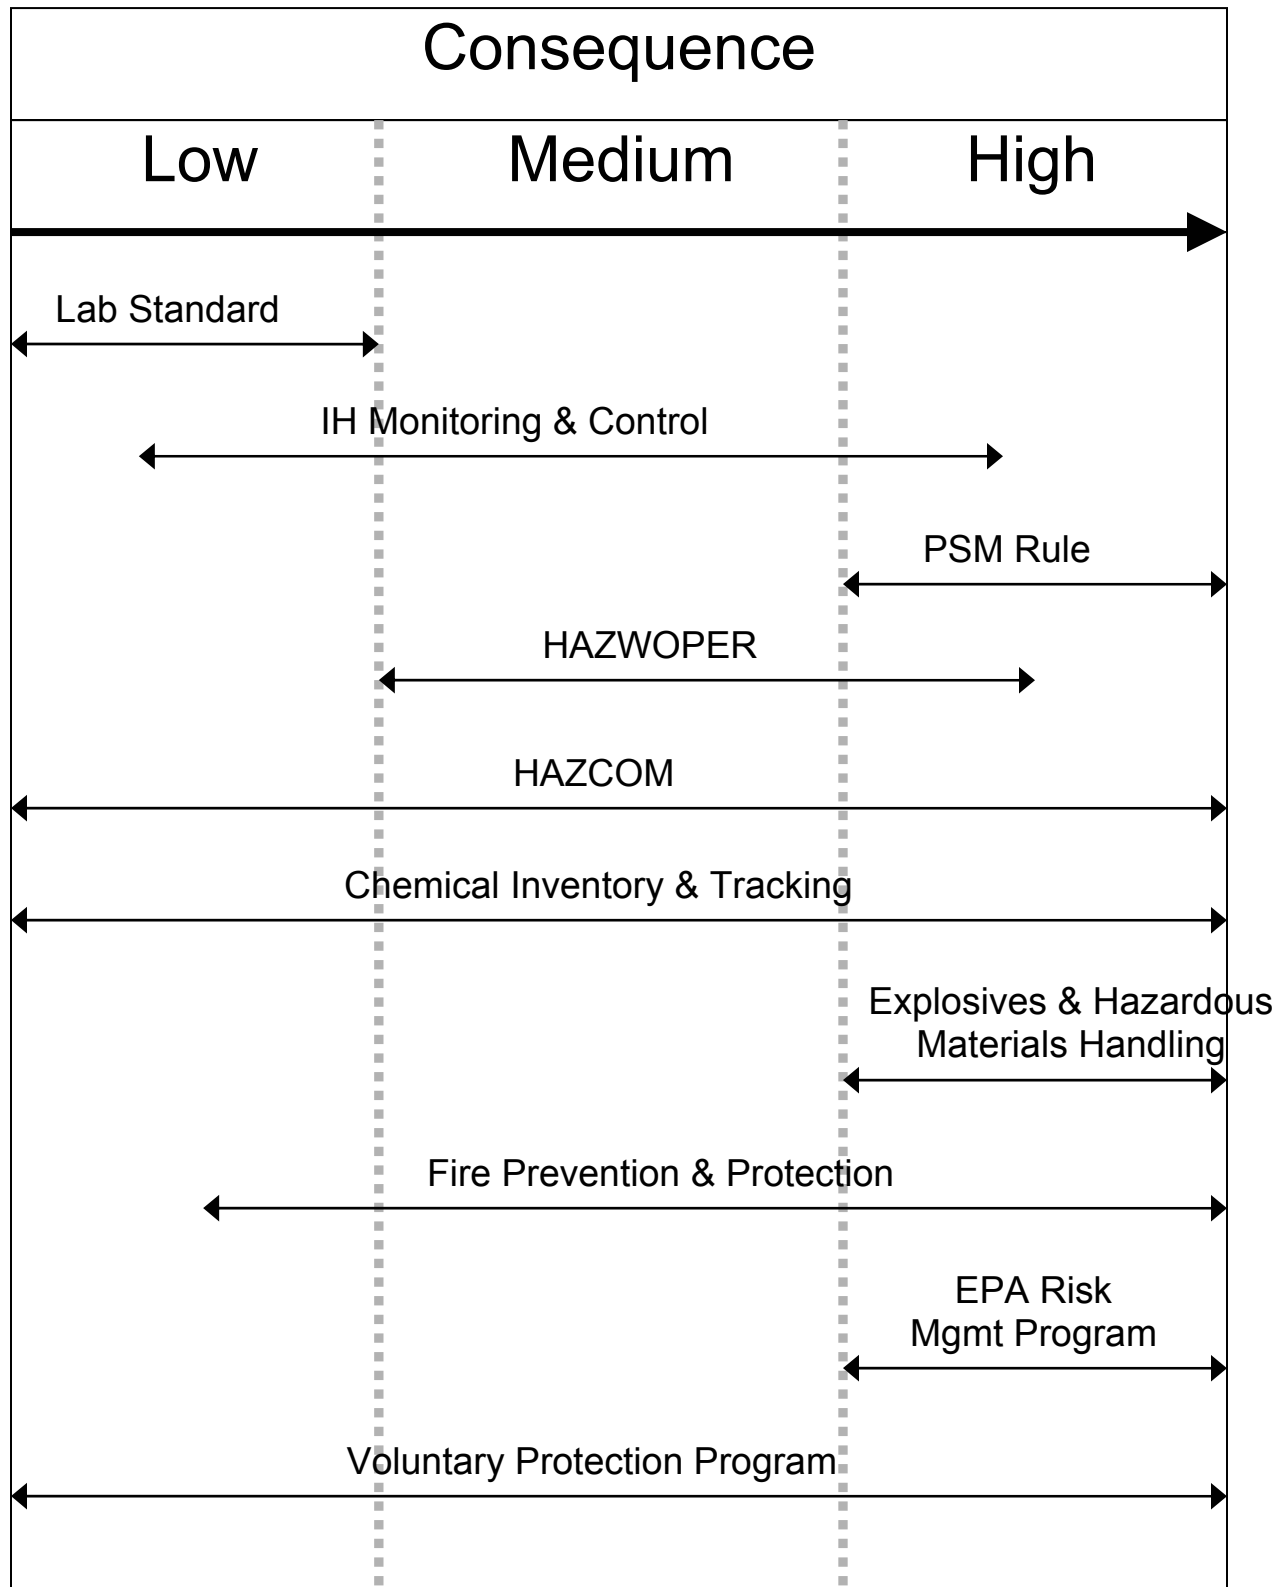 Consequence
Low Medium High
Lab Standard
IH Monitoring & Control
PSM Rule
HAZWOPER
HAZCOM
Chemical Inventory & Tracking
Explosives & Hazardous
Materials Handling
Fire Prevention & Protection
EPA Risk
Mgmt Program
Voluntary Protection Program